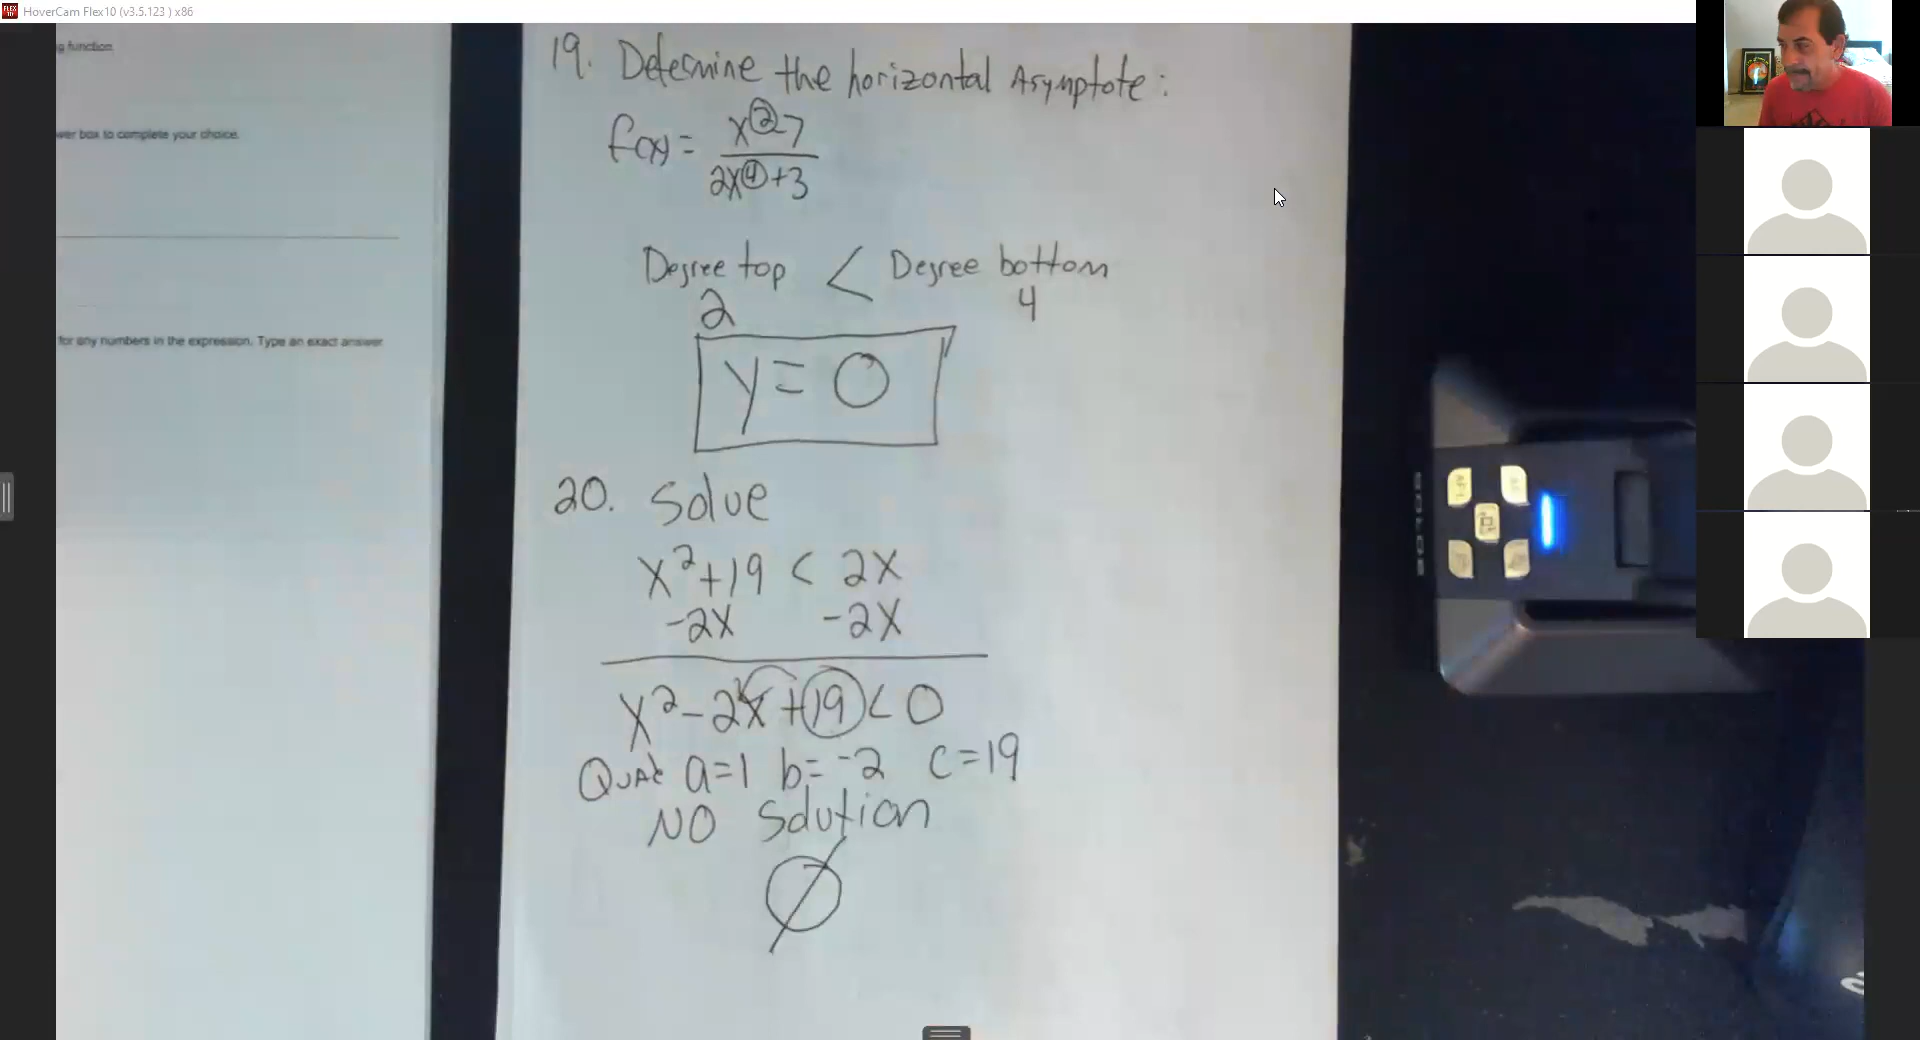 HoverCam Flex10 (v3.5.123 ) x86
g function.
wer box to complete your choice.
for any numbers in the expression. Type an exact answer
19. Determine the horizontal Asymptote:
f(x) = x²-7
2x⁴+3
Degree top < Degree bottom
2 4
y = 0
20. Solve
x²+19 < 2x
-2x -2x
x²-2x+19<0
Quad a=1 b=-2 c=19
NO Solution
∅